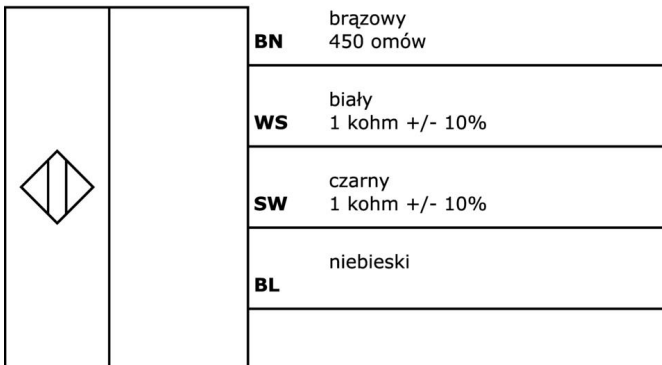 brązowy
BN 450 omów
biały
WS 1 kohm +/- 10%
czarny
SW 1 kohm +/- 10%
niebieski
BL